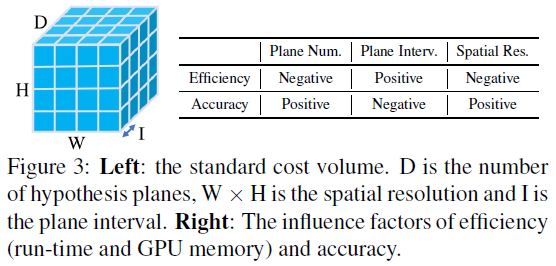 D
H
W
I
Plane Num. Plane Interv. Spatial Res.
Efficiency Negative Positive Negative
Accuracy Positive Negative Positive
Figure 3: Left: the standard cost volume. D is the number
of hypothesis planes, W × H is the spatial resolution and I is
the plane interval. Right: The influence factors of efficiency
(run-time and GPU memory) and accuracy.